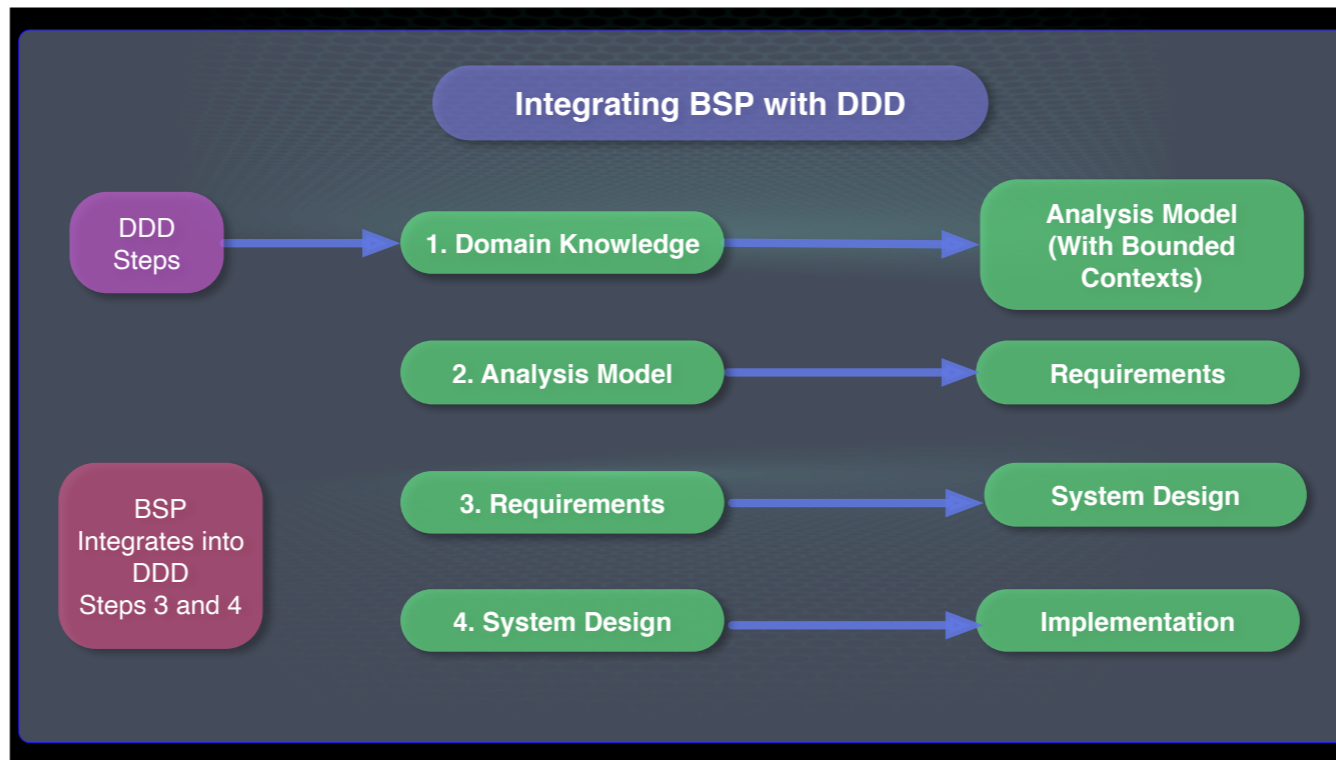 Integrating BSP with DDD
DDD
Steps
1. Domain Knowledge
Analysis Model
(With Bounded
Contexts)
2. Analysis Model
Requirements
BSP
Integrates into
DDD
Steps 3 and 4
3. Requirements
System Design
4. System Design
Implementation